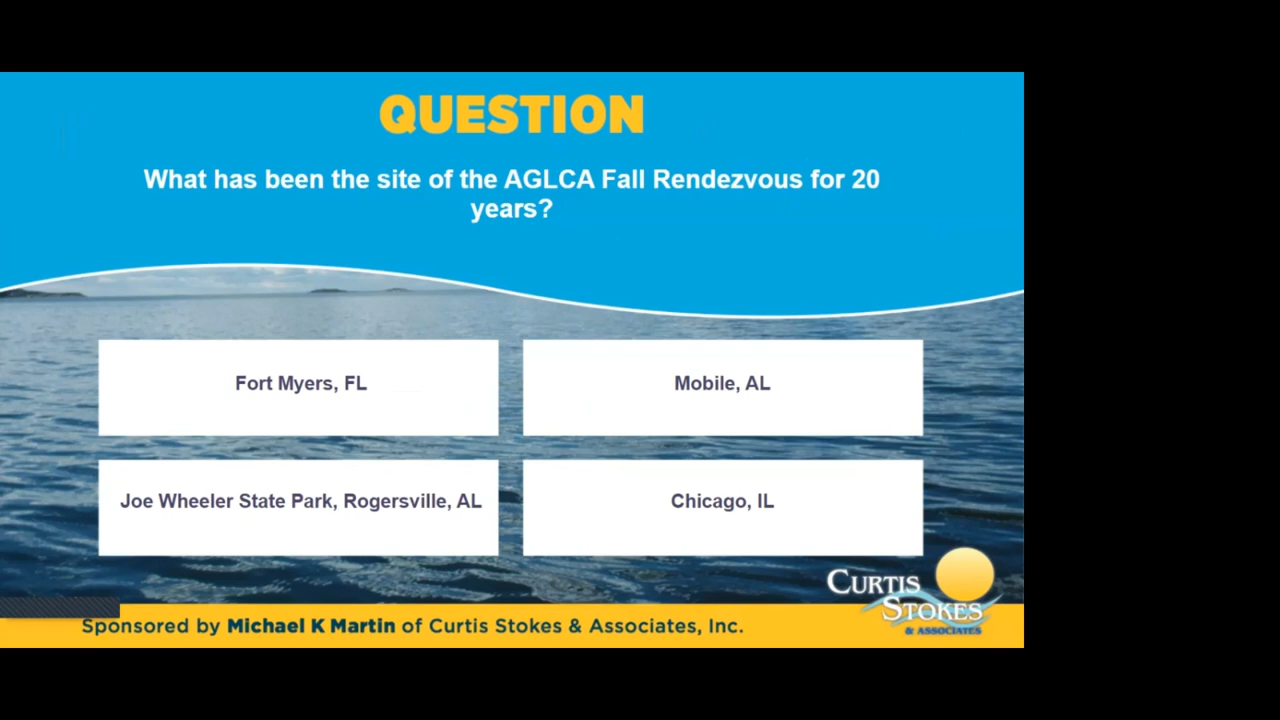 QUESTION
What has been the site of the AGLCA Fall Rendezvous for 20
years?
Fort Myers, FL
Mobile, AL
Joe Wheeler State Park, Rogersville, AL
Chicago, IL
CURTIS
STOKES
& ASSOCIATES
Sponsored by Michael K Martin of Curtis Stokes & Associates, Inc.